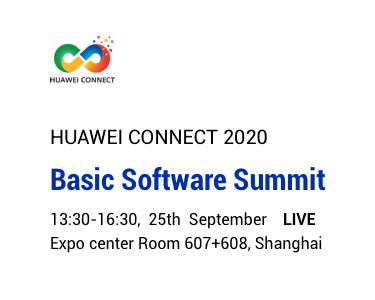 HUAWEI CONNECT
HUAWEI CONNECT 2020
Basic Software Summit
13:30-16:30, 25th September LIVE
Expo center Room 607+608, Shanghai